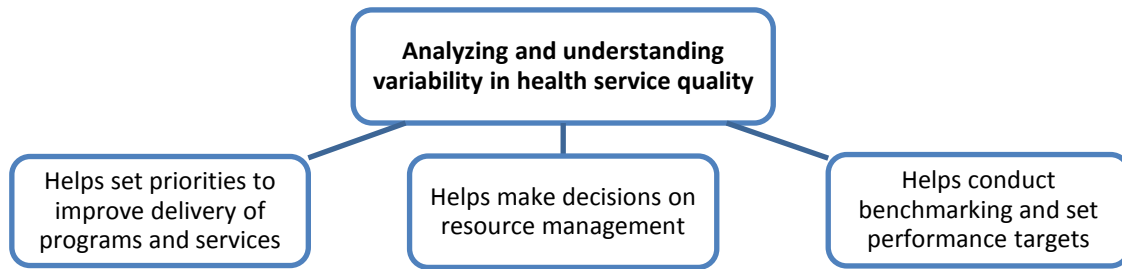 Analyzing and understanding
variability in health service quality
Helps set priorities to
improve delivery of
programs and services
Helps make decisions on
resource management
Helps conduct
benchmarking and set
performance targets